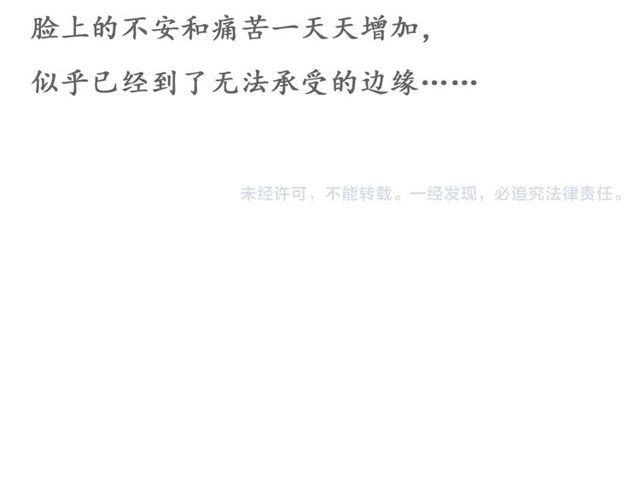 脸上的不安和痛苦一天天增加，
似乎已经到了无法承受的边缘……
未经许可，不能转载。一经发现，必追究法律责任。